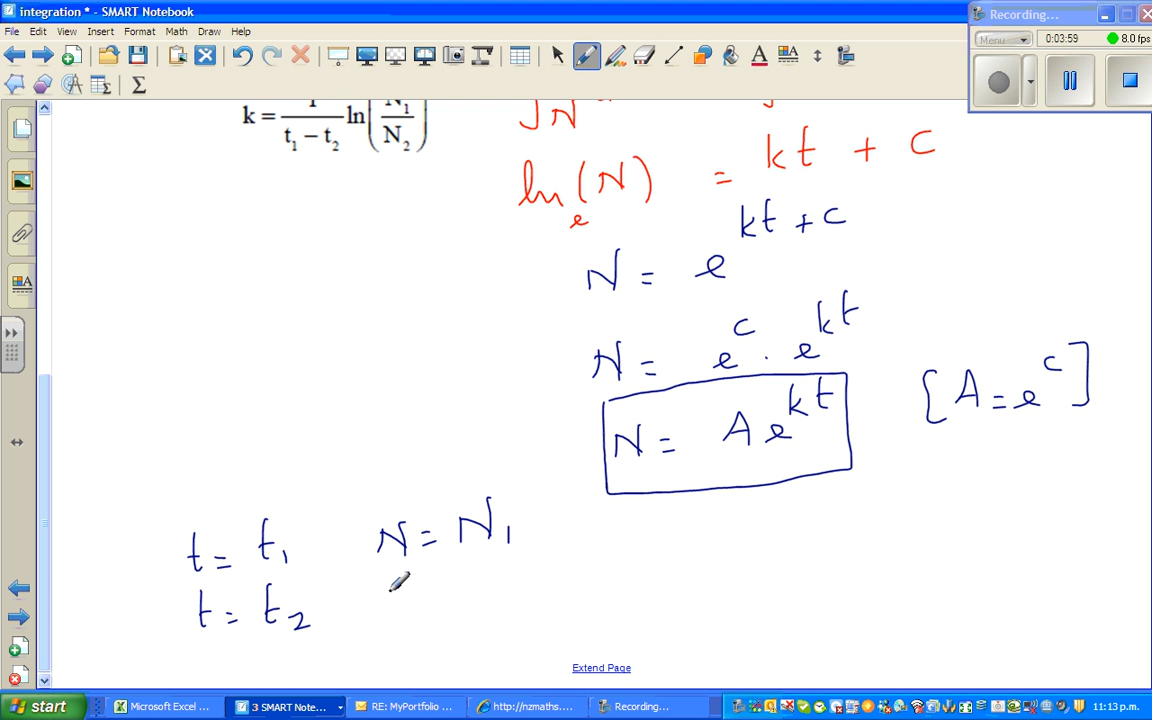 integration * - SMART Notebook
Recording...
File Edit View Insert Format Math Draw Help
Menu
0:03:59
8.0 fps
k = 1/(t₁ − t₂) ln(N₁/N₂)
∫N
lnₑ(N) = kt + c
N = e^(kt + c)
N = e^c · e^(kt)
N = A e^(kt) [A = e^c]
t = t₁ N = N₁
t = t₂
Extend Page
start
Microsoft Excel ...
3 SMART Note...
RE: MyPortfolio ...
http://nzmaths....
Recording...
11:13 p.m.